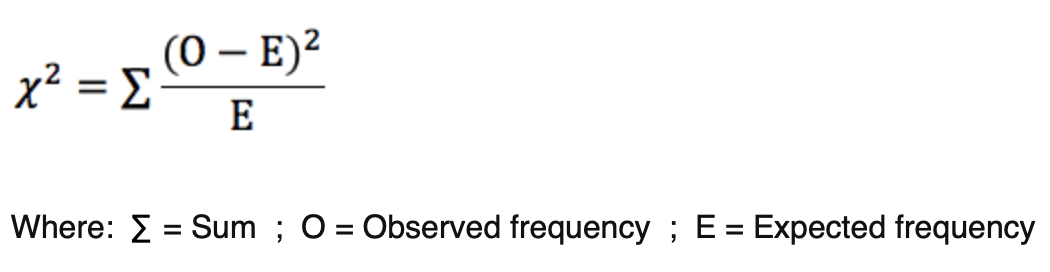 χ² = Σ (O − E)² / E
Where: Σ = Sum ; O = Observed frequency ; E = Expected frequency